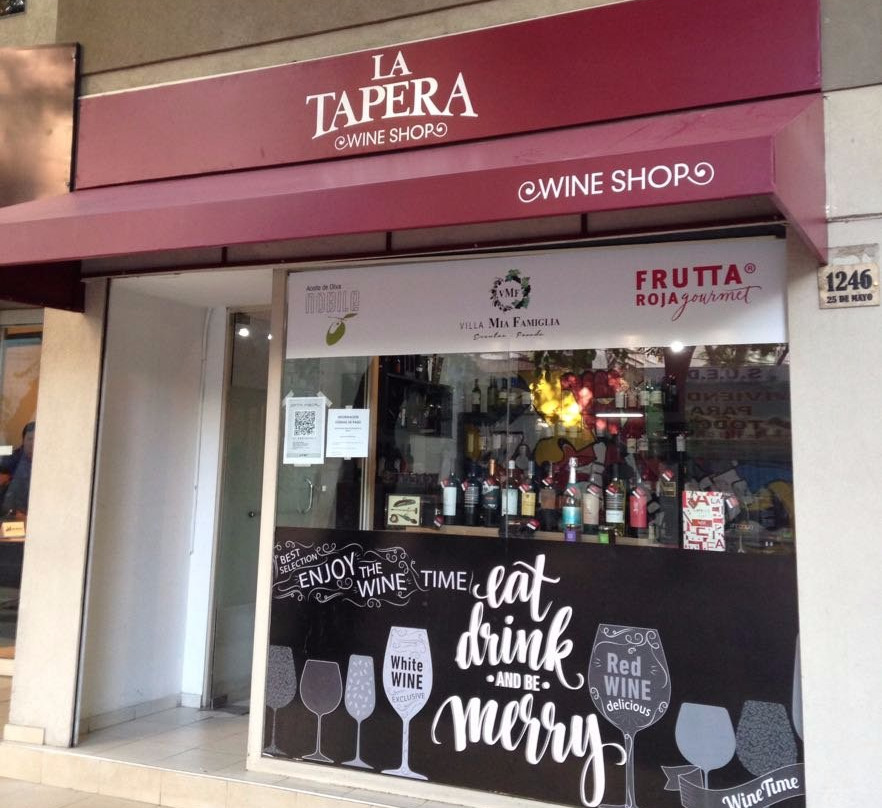 LA
TAPERA
WINE SHOP
WINE SHOP
Aceite de Oliva
NOBILE
VMF
VILLA MIA FAMIGLIA
FRUTTA®
ROJA gourmet
1246
25 DE MAYO
BEST
SELECTION
ENJOY THE
WINE TIME
eat
drink
·AND BE·
merry
White
WINE
EXCLUSIVE
Red
WINE
delicious
Wine Time